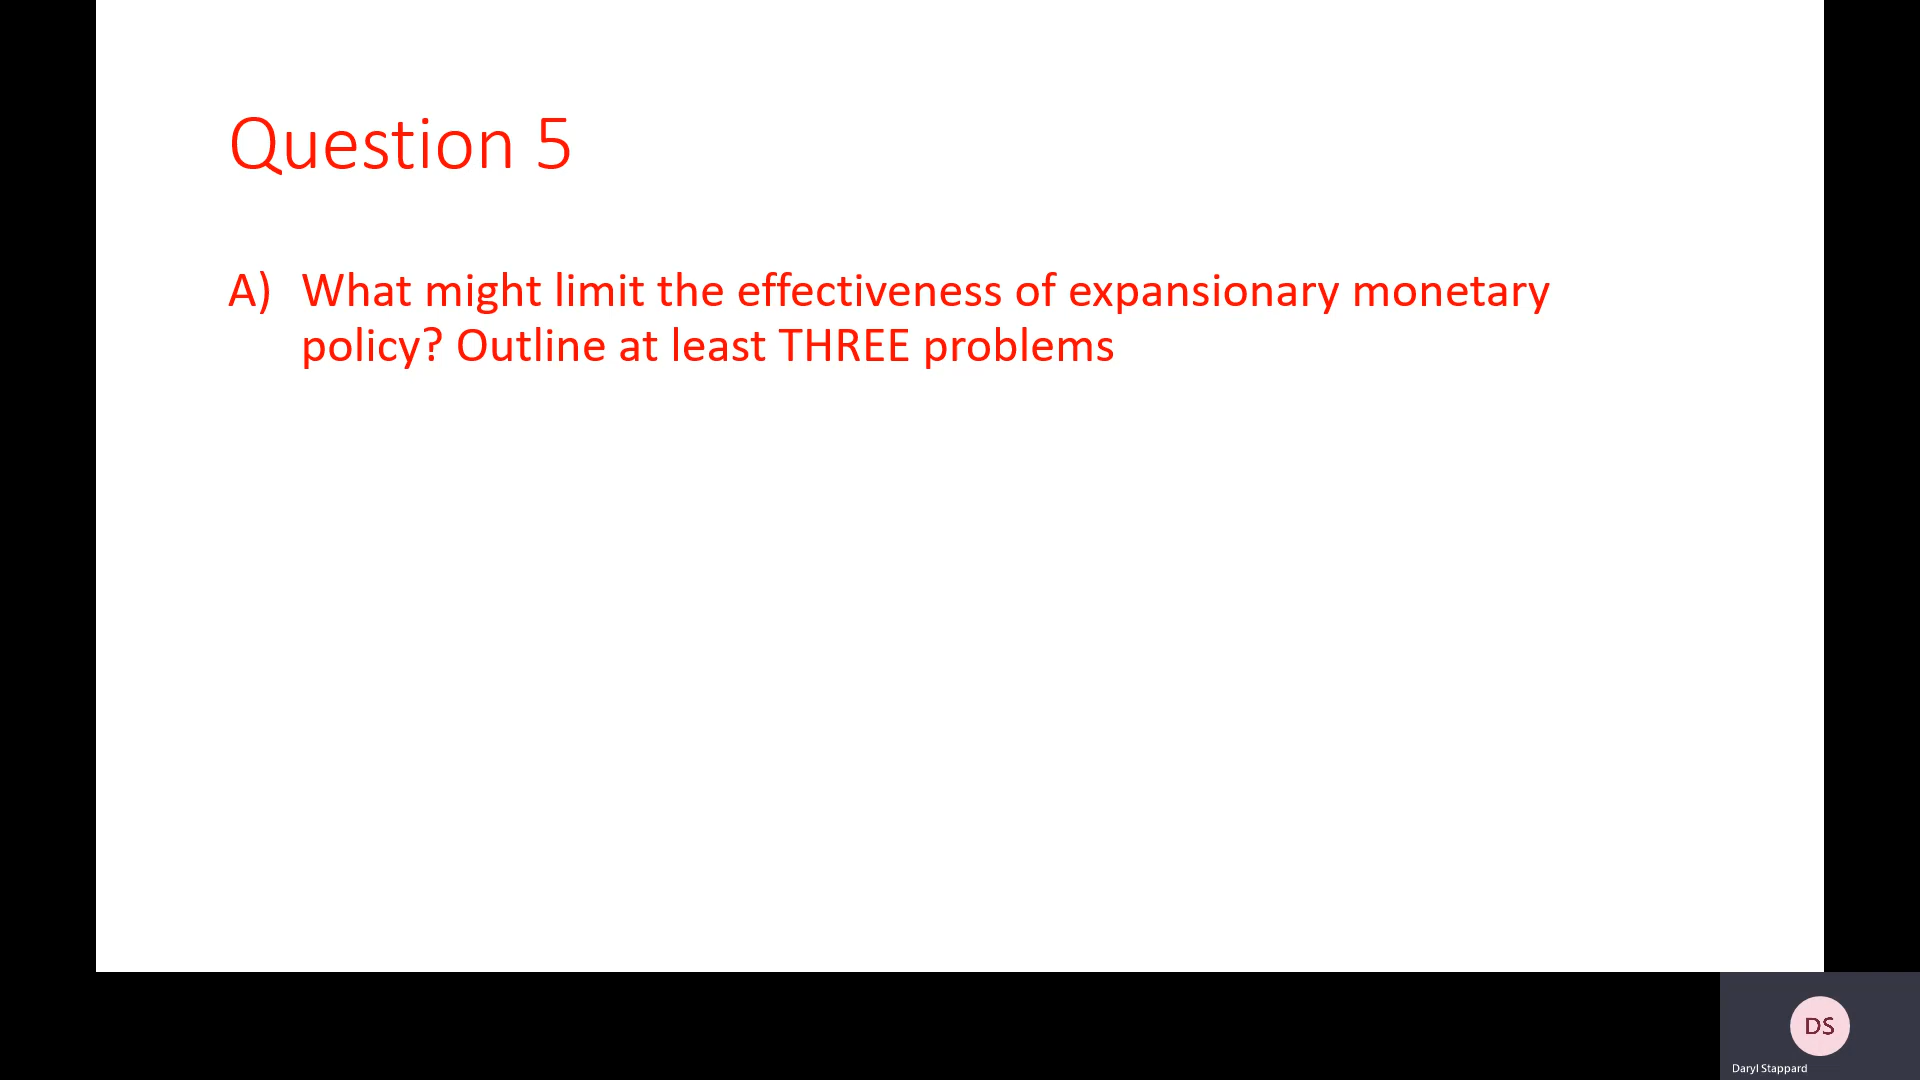 Question 5
A) What might limit the effectiveness of expansionary monetary
policy? Outline at least THREE problems
DS
Daryl Stappard